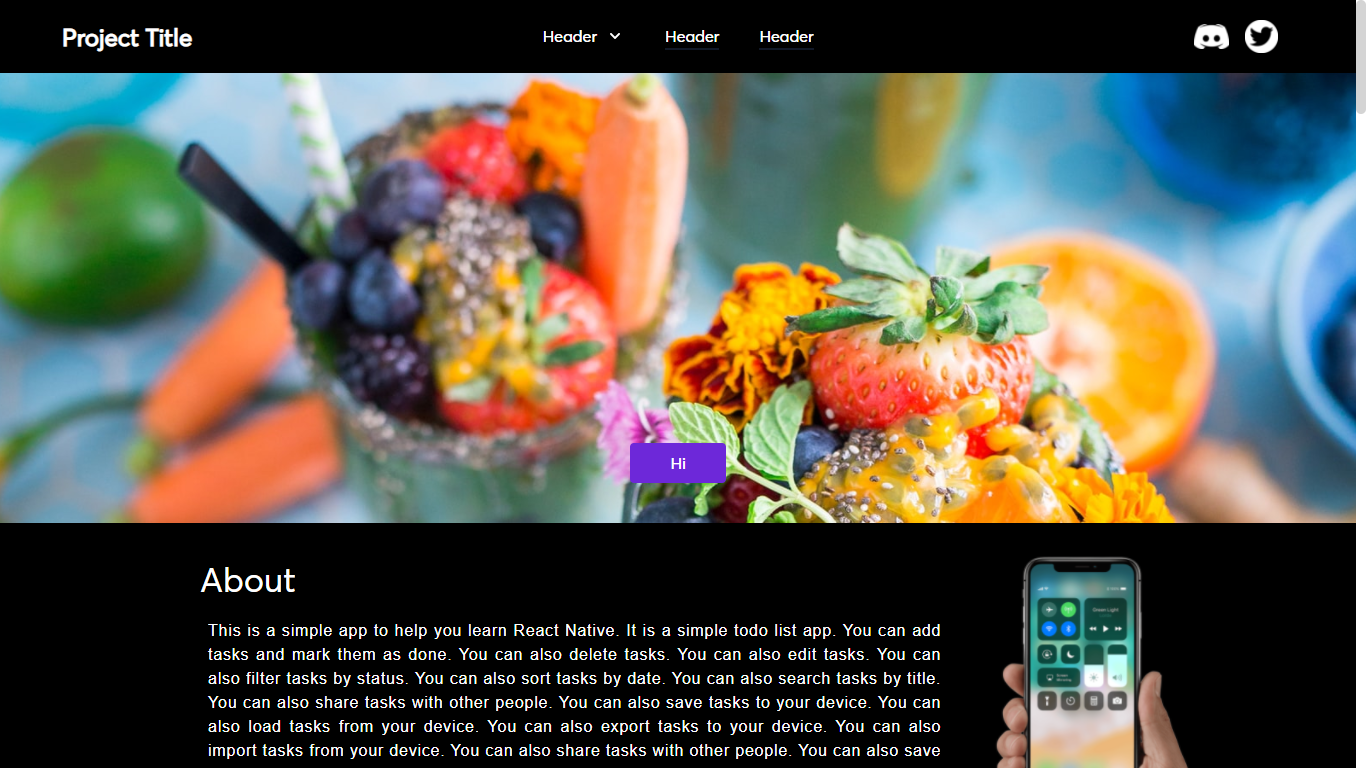 Project Title
Header
Header
Header
Hi
About
This is a simple app to help you learn React Native. It is a simple todo list app. You can add
tasks and mark them as done. You can also delete tasks. You can also edit tasks. You can
also filter tasks by status. You can also sort tasks by date. You can also search tasks by title.
You can also share tasks with other people. You can also save tasks to your device. You can
also load tasks from your device. You can also export tasks to your device. You can also
import tasks from your device. You can also share tasks with other people. You can also save
Green Light